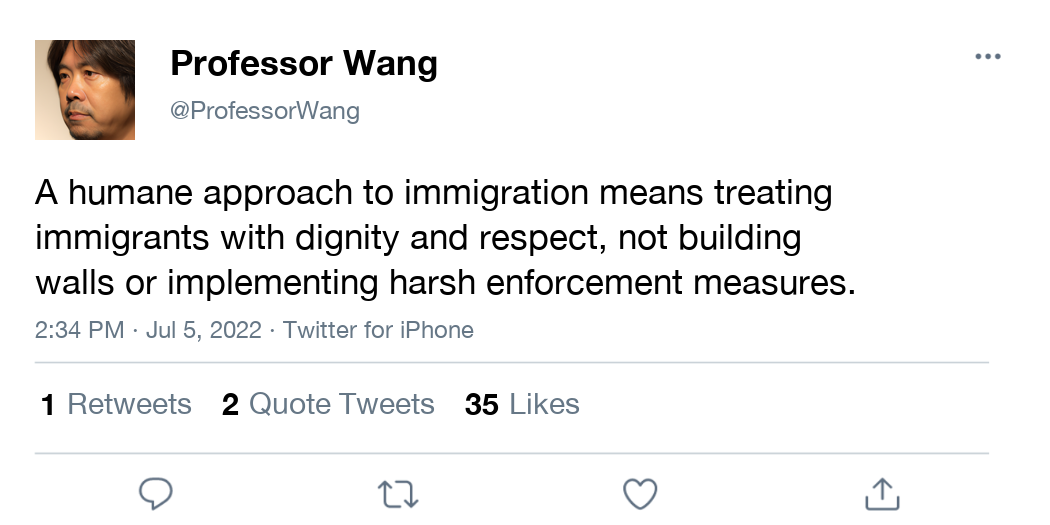 Professor Wang
@ProfessorWang
A humane approach to immigration means treating
immigrants with dignity and respect, not building
walls or implementing harsh enforcement measures.
2:34 PM · Jul 5, 2022 · Twitter for iPhone
1 Retweets 2 Quote Tweets 35 Likes